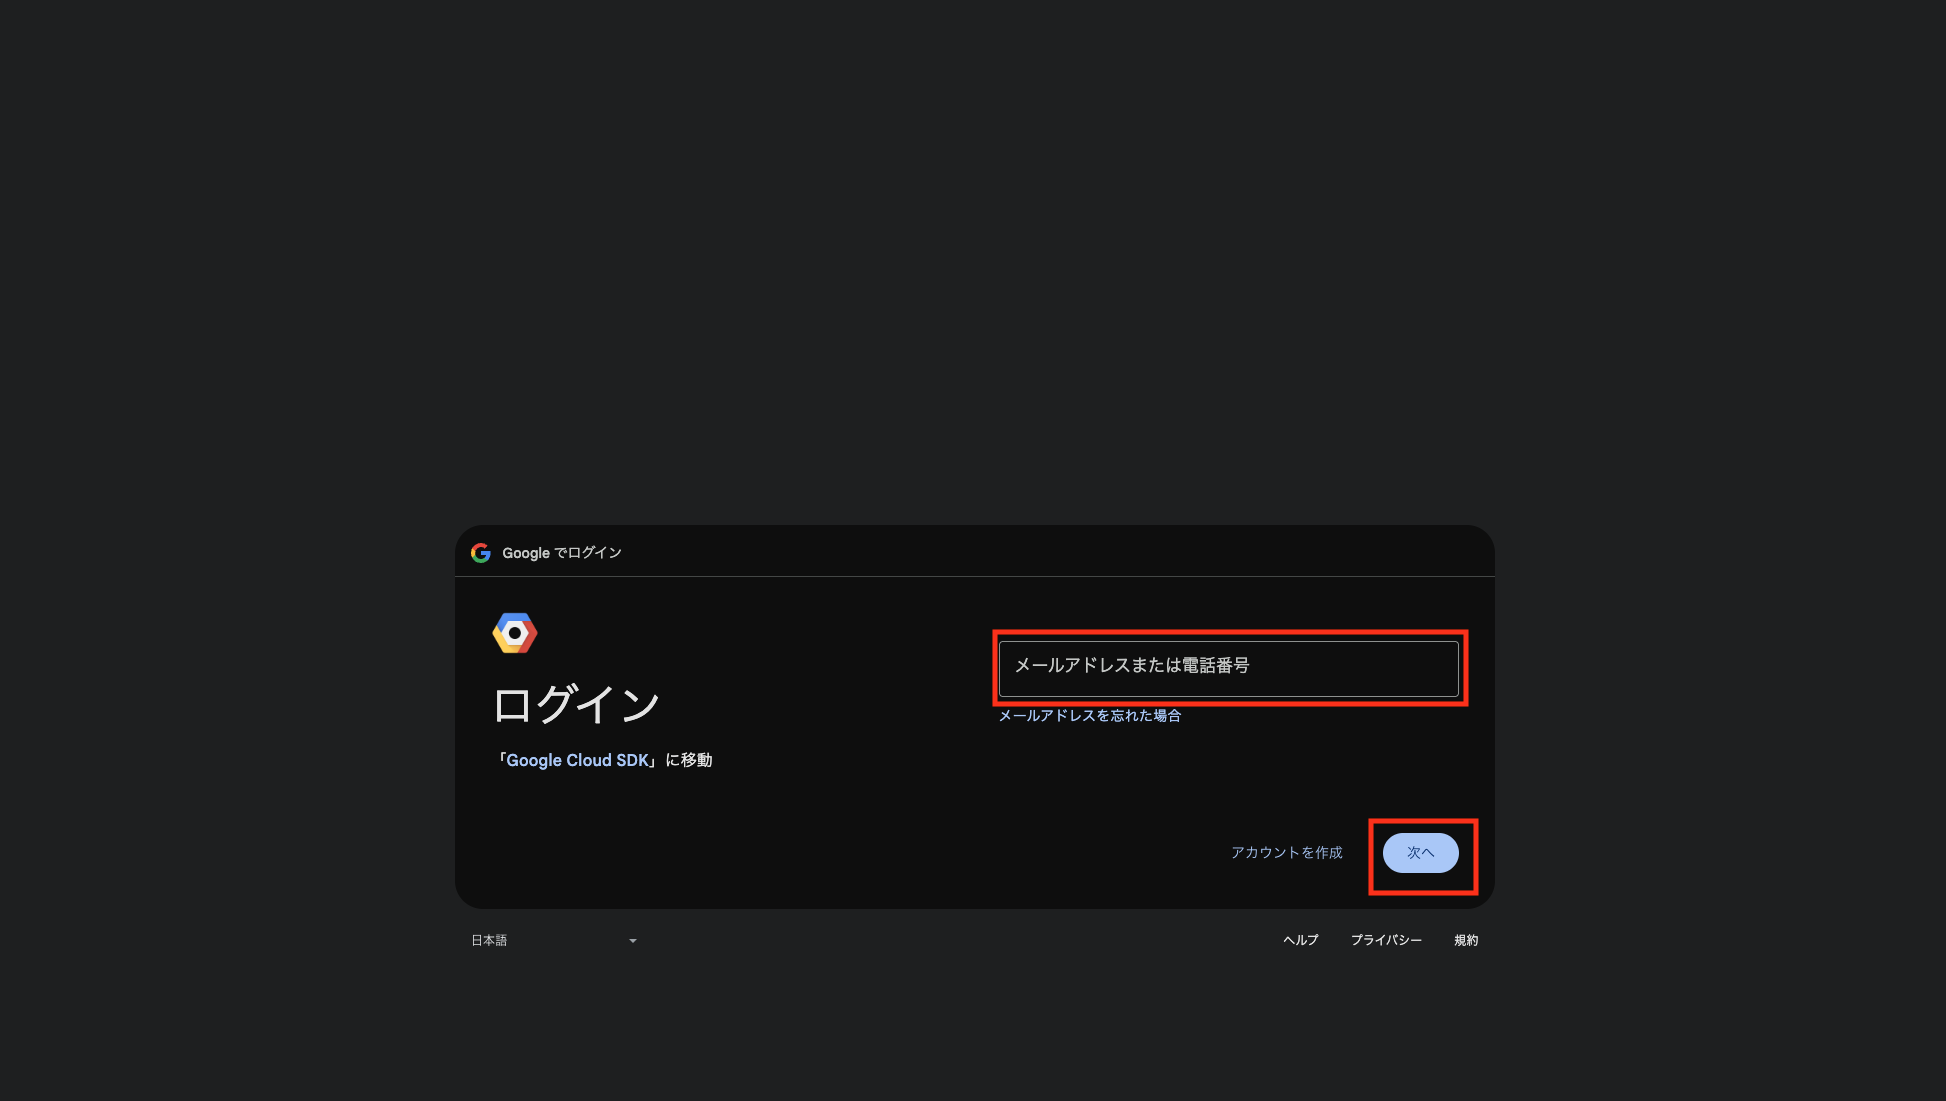 Google でログイン
ログイン
「Google Cloud SDK」に移動
メールアドレスまたは電話番号
メールアドレスを忘れた場合
アカウントを作成
次へ
日本語
ヘルプ
プライバシー
規約